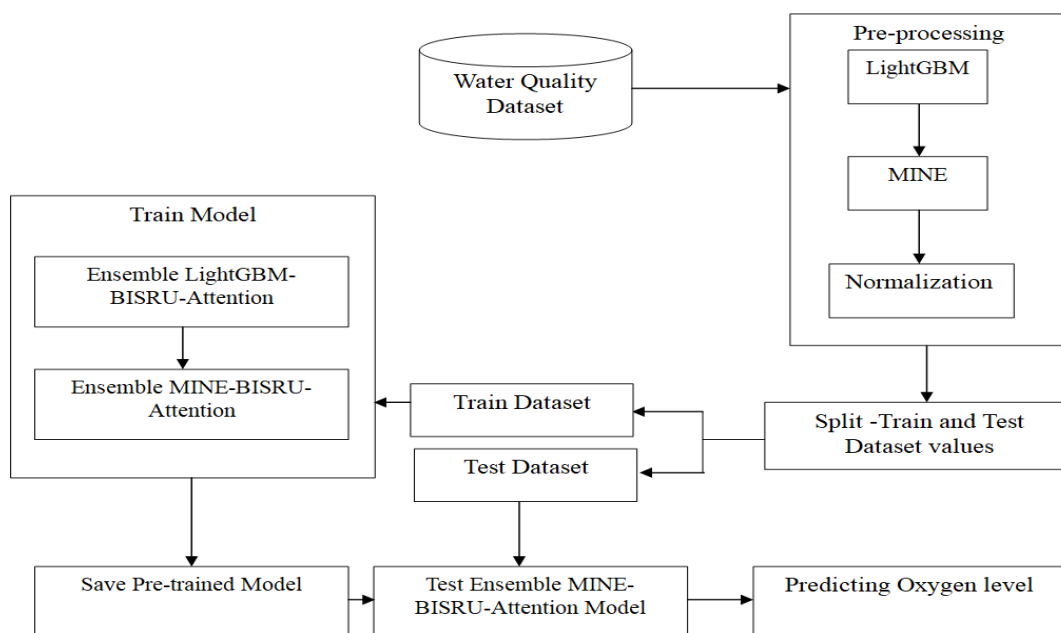 Pre-processing
LightGBM
MINE
Normalization
Water Quality
Dataset
Train Model
Ensemble LightGBM-
BISRU-Attention
Ensemble MINE-BISRU-
Attention
Train Dataset
Test Dataset
Split -Train and Test
Dataset values
Save Pre-trained Model
Test Ensemble MINE-
BISRU-Attention Model
Predicting Oxygen level